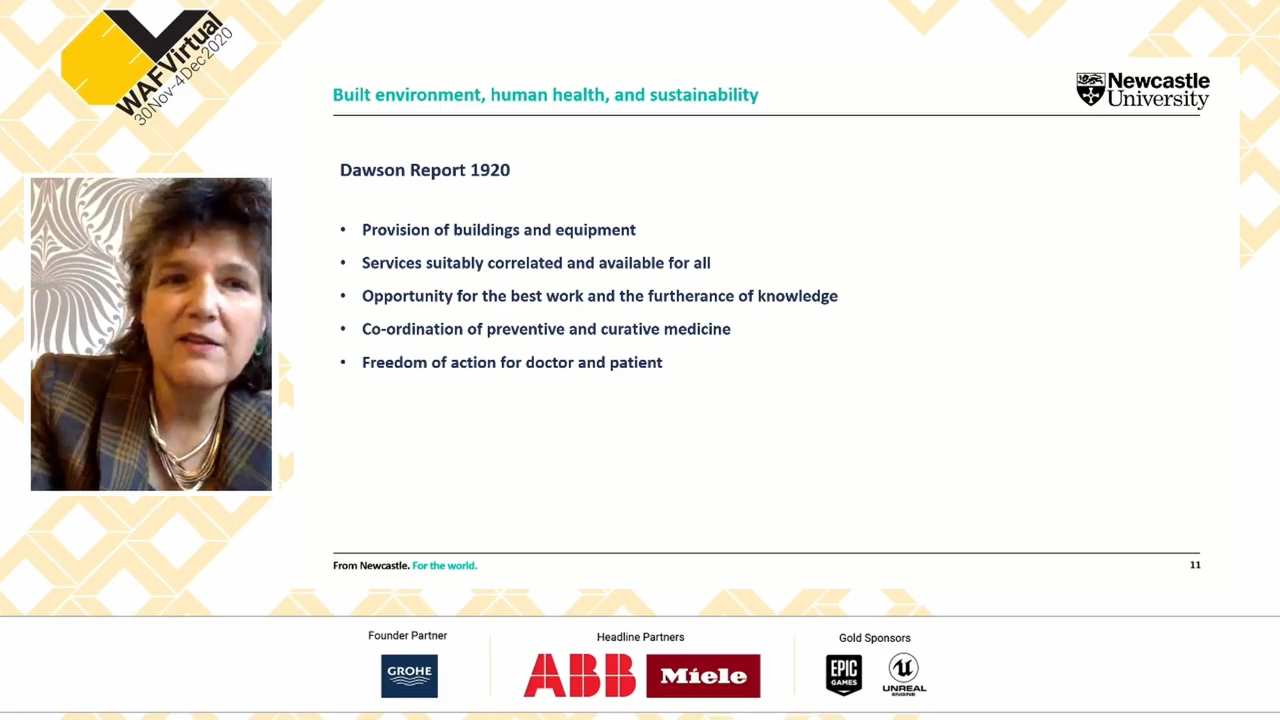 WAFVirtual
30Nov-4Dec2020
Built environment, human health, and sustainability
Newcastle
University
Dawson Report 1920
• Provision of buildings and equipment
• Services suitably correlated and available for all
• Opportunity for the best work and the furtherance of knowledge
• Co-ordination of preventive and curative medicine
• Freedom of action for doctor and patient
From Newcastle. For the world.
11
Founder Partner
Headline Partners
Gold Sponsors
GROHE
ABB
Miele
EPIC
GAMES
UNREAL
ENGINE